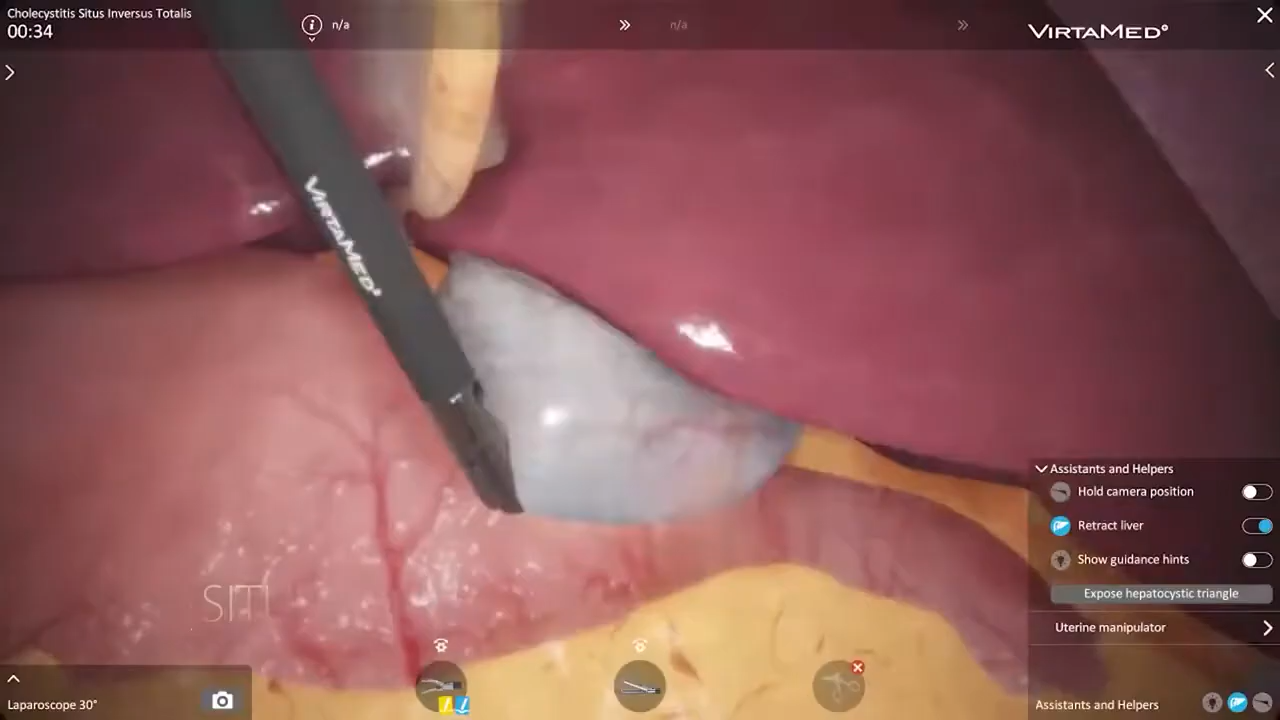 Cholecystitis Situs Inversus Totalis
00:34
n/a
n/a
VIRTAMED
VIRTAMED
Assistants and Helpers
Hold camera position
Retract liver
Show guidance hints
Expose hepatocystic triangle
Uterine manipulator
SITI
Laparoscope 30°
Assistants and Helpers